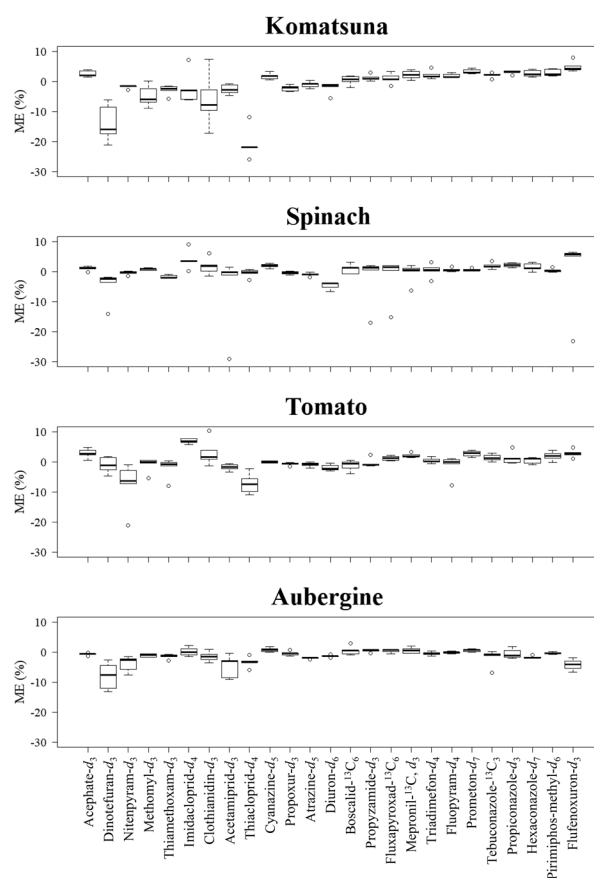 Komatsuna
ME (%)
10
0
-10
-20
-30
Spinach
ME (%)
10
0
-10
-20
-30
Tomato
ME (%)
10
0
-10
-20
-30
Aubergine
ME (%)
10
0
-10
-20
-30
Acephate-d3
Dinotefuran-d3
Nitenpyram-d3
Methomyl-d3
Thiamethoxam-d3
Imidacloprid-d4
Clothianidin-d3
Acetamiprid-d3
Thiacloprid-d4
Cyanazine-d5
Propoxur-d3
Atrazine-d5
Diuron-d6
Boscalid-¹³C6
Propyzamide-d3
Fluxapyroxad-¹³C6
Mepronil-¹³C, d3
Triadimefon-d4
Fluopyram-d4
Prometon-d7
Tebuconazole-¹³C3
Propiconazole-d3
Hexaconazole-d7
Pirimiphos-methyl-d6
Flufenoxuron-d3